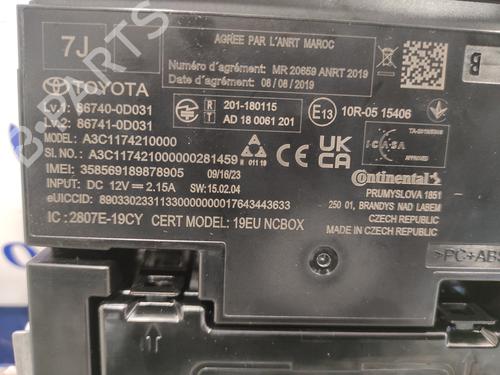 7J
AGREE PAR L'ANRT MAROC
Numéro d'agrément: MR 20659 ANRT 2019
Date d'agrément: 08/08/2019
TOYOTA
Lv.1: 86740-0D031
Lv.2: 86741-0D031
MODEL: A3C1174210000
SI. NO.: A3C1174210000000281459
IMEI: 358569189878905
09/16/23
INPUT: DC 12V ⎓ 2.15A
SW:15.02.04
eUICCID: 89033023311330000000017643443633
IC : 2807E-19CY
CERT MODEL: 19EU NCBOX
R 201-180115
T AD 18 0061 201
E13
10R-05 15406
CE
UK
CA
ICASA
Continental
PRUMYSLOVA 1851
250 01, BRANDYS NAD LABEM
CZECH REPUBLIC
MADE IN CZECH REPUBLIC
>PC+ABS
B
B-PARTS